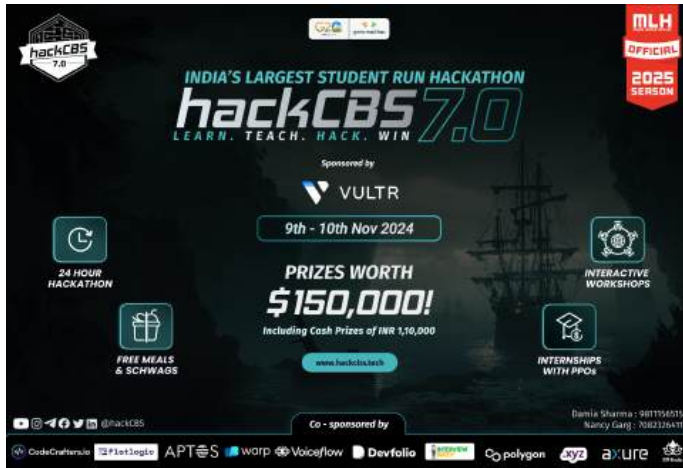 hackCBS
7.0
G20
MLH
OFFICIAL
2025
SEASON
INDIA'S LARGEST STUDENT RUN HACKATHON
hackCBS 7.0
LEARN. TEACH. HACK. WIN
Sponsored by
VULTR
9th - 10th Nov 2024
24 HOUR
HACKATHON
INTERACTIVE
WORKSHOPS
PRIZES WORTH
$150,000!
Including Cash Prizes of INR 1,10,000
FREE MEALS
& SCHWAGS
INTERNSHIPS
WITH PPOs
www.hackcbs.tech
@hackCBS
Co - sponsored by
Damia Sharma : 9811156515
Nancy Garg : 7082326411
CodeCrafters.io
APTOS
warp
Voiceflow
Devfolio
polygon
.xyz
axure